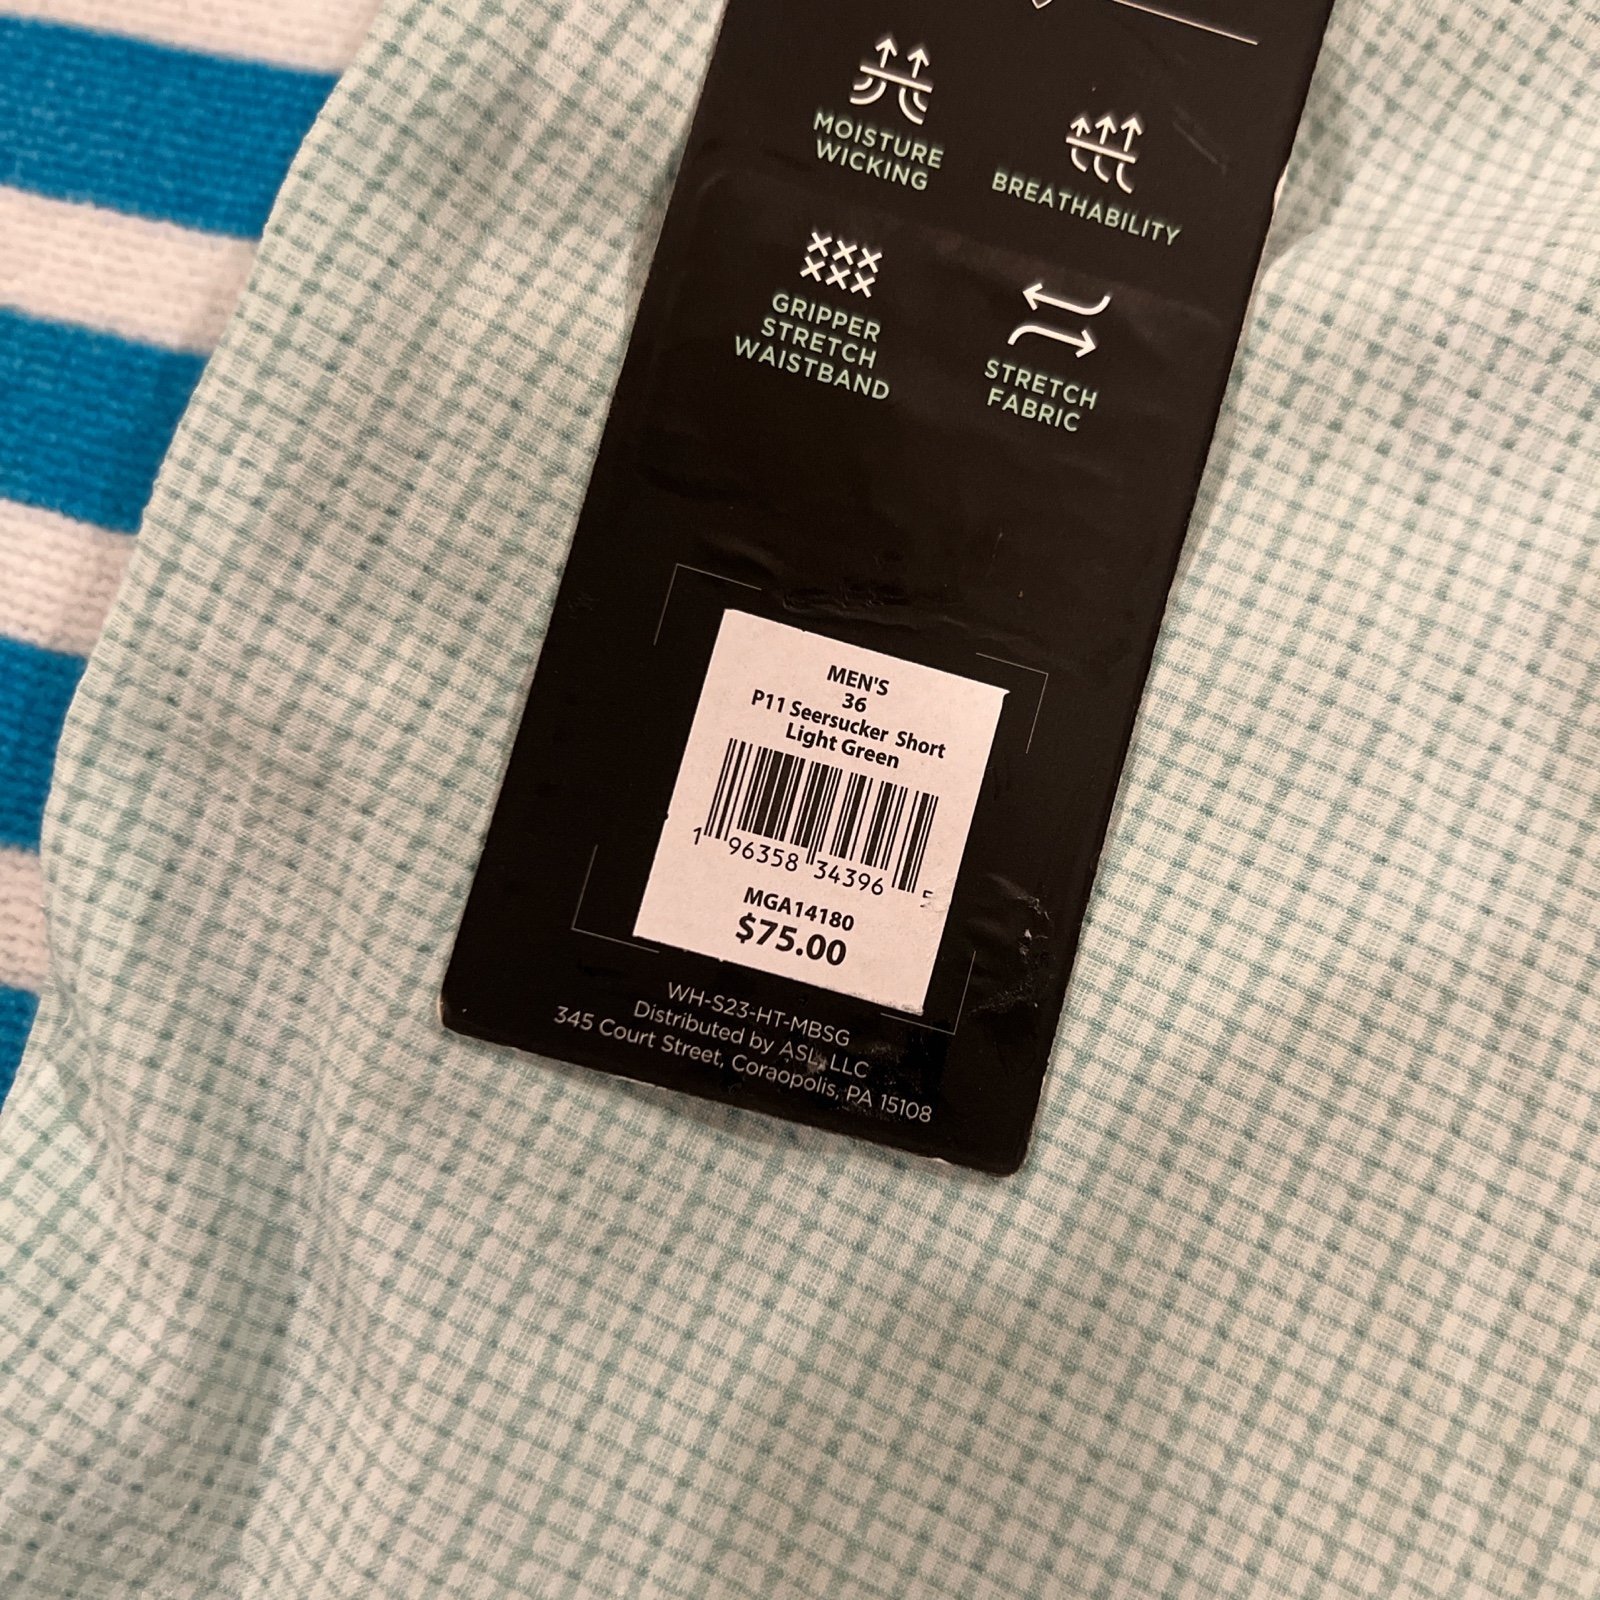 MOISTURE
WICKING
BREATHABILITY
GRIPPER
STRETCH
WAISTBAND
STRETCH
FABRIC
MEN'S
36
P11 Seersucker Short
Light Green
1 96358 34396 5
MGA14180
$75.00
WH-S23-HT-MBSG
Distributed by ASL, LLC
345 Court Street, Coraopolis, PA 15108